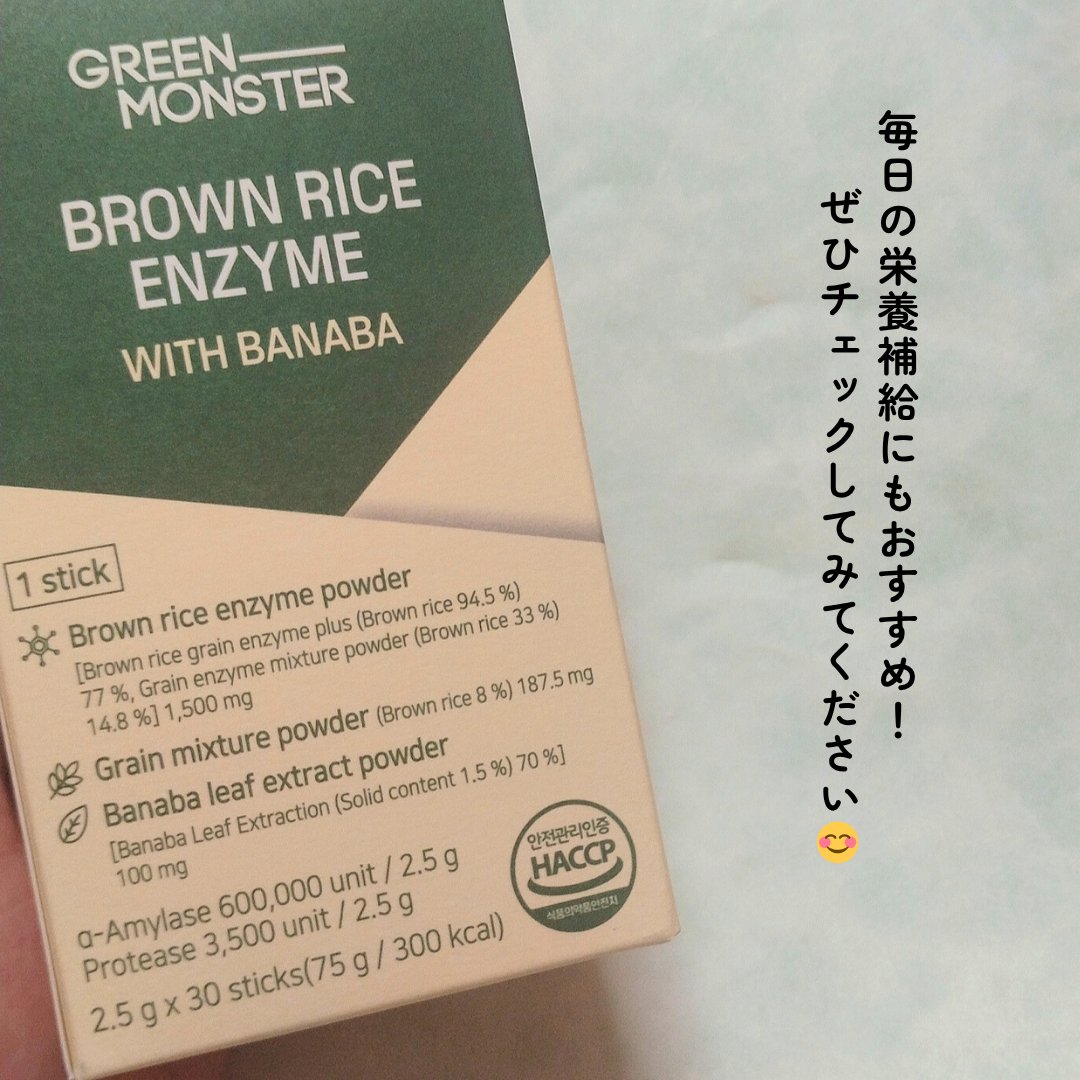 GREEN
MONSTER
BROWN RICE
ENZYME
WITH BANABA
1 stick
Brown rice enzyme powder
[Brown rice grain enzyme plus (Brown rice 94.5 %)
77 %, Grain enzyme mixture powder (Brown rice 33 %)
14.8 %] 1,500 mg
Grain mixture powder (Brown rice 8 %) 187.5 mg
Banaba leaf extract powder
[Banaba Leaf Extraction (Solid content 1.5 %) 70 %]
100 mg
α-Amylase 600,000 unit / 2.5 g
Protease 3,500 unit / 2.5 g
2.5 g x 30 sticks(75 g / 300 kcal)
안전관리인증
HACCP
식품의약품안전처
毎日の栄養補給にもおすすめ！
ぜひチェックしてみてください😊